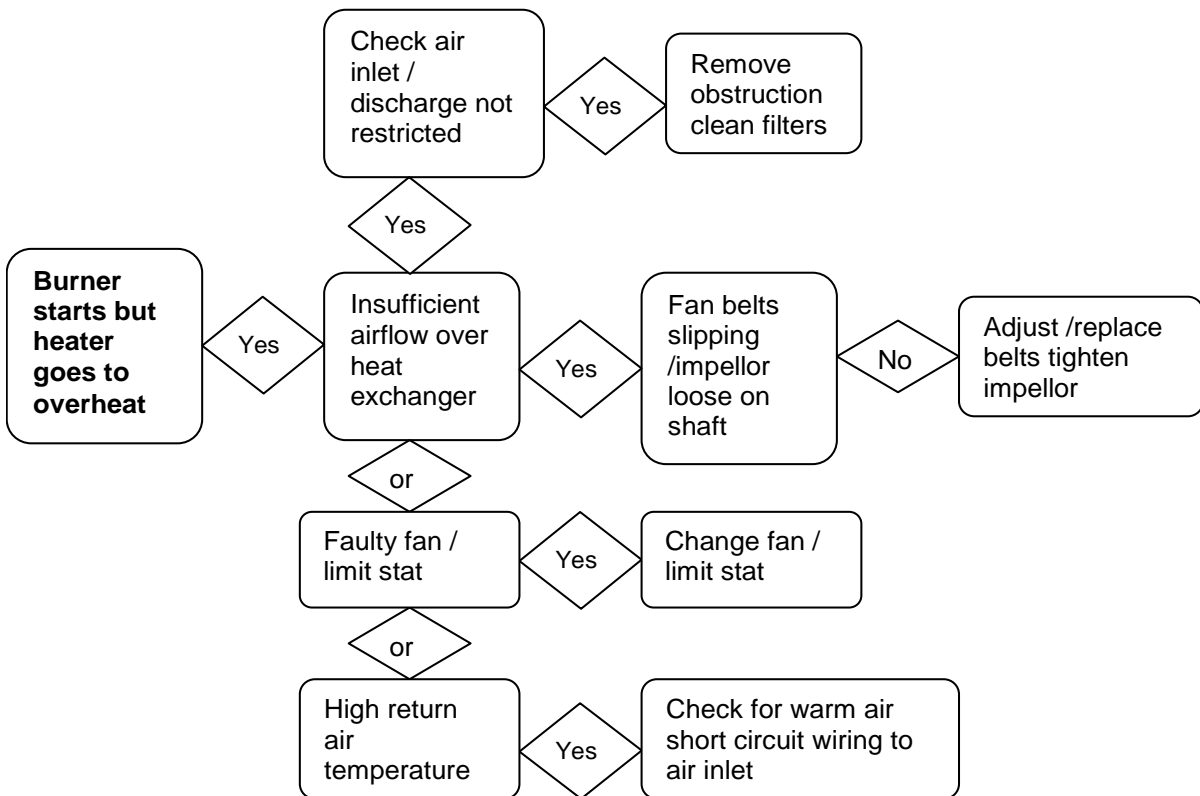 Check air
inlet /
discharge not
restricted
Yes
Remove
obstruction
clean filters
Yes
Burner
starts but
heater
goes to
overheat
Yes
Insufficient
airflow over
heat
exchanger
Yes
Fan belts
slipping
/impellor
loose on
shaft
No
Adjust /replace
belts tighten
impellor
or
Faulty fan /
limit stat
Yes
Change fan /
limit stat
or
High return
air
temperature
Yes
Check for warm air
short circuit wiring to
air inlet